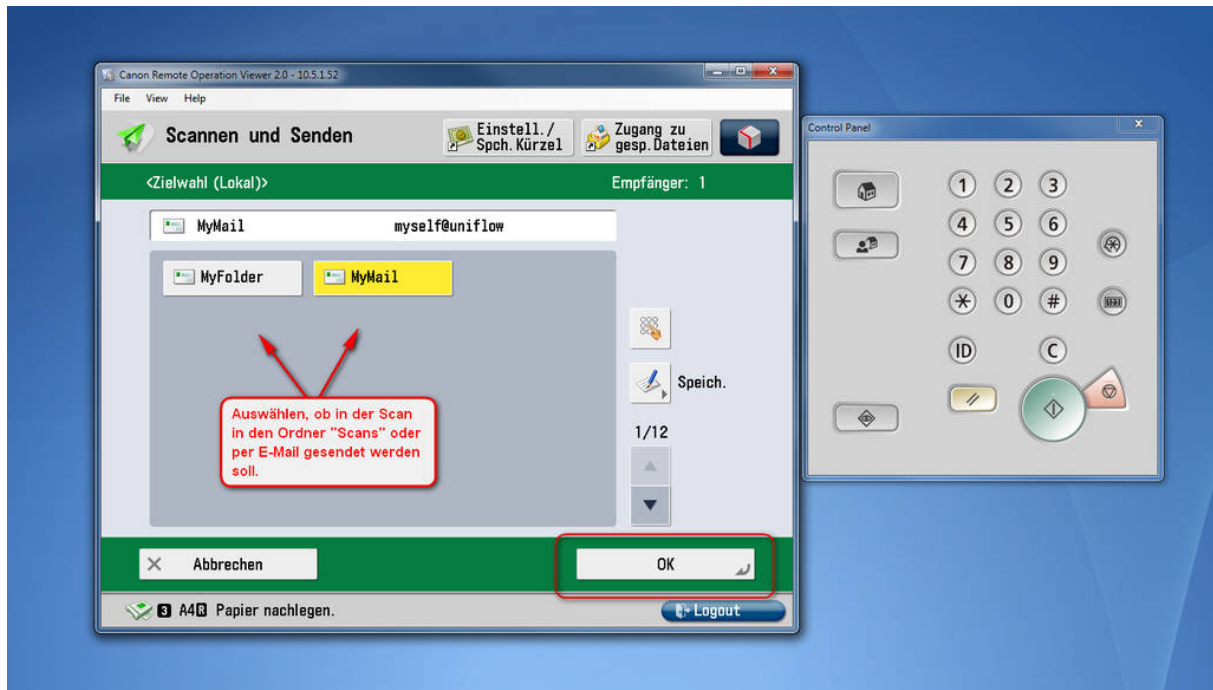 Canon Remote Operation Viewer 2.0 - 10.5.1.52
File View Help
Scannen und Senden
Einstell./
Spch.Kürzel
Zugang zu
gesp.Dateien
<Zielwahl (Lokal)>
Empfänger: 1
MyMail myself@uniflow
MyFolder
MyMail
Auswählen, ob in der Scan
in den Ordner "Scans" oder
per E-Mail gesendet werden
soll.
Speich.
1/12
Abbrechen
OK
3 A4R Papier nachlegen.
Logout
Control Panel
1 2 3
4 5 6
7 8 9
* 0 #
ID C